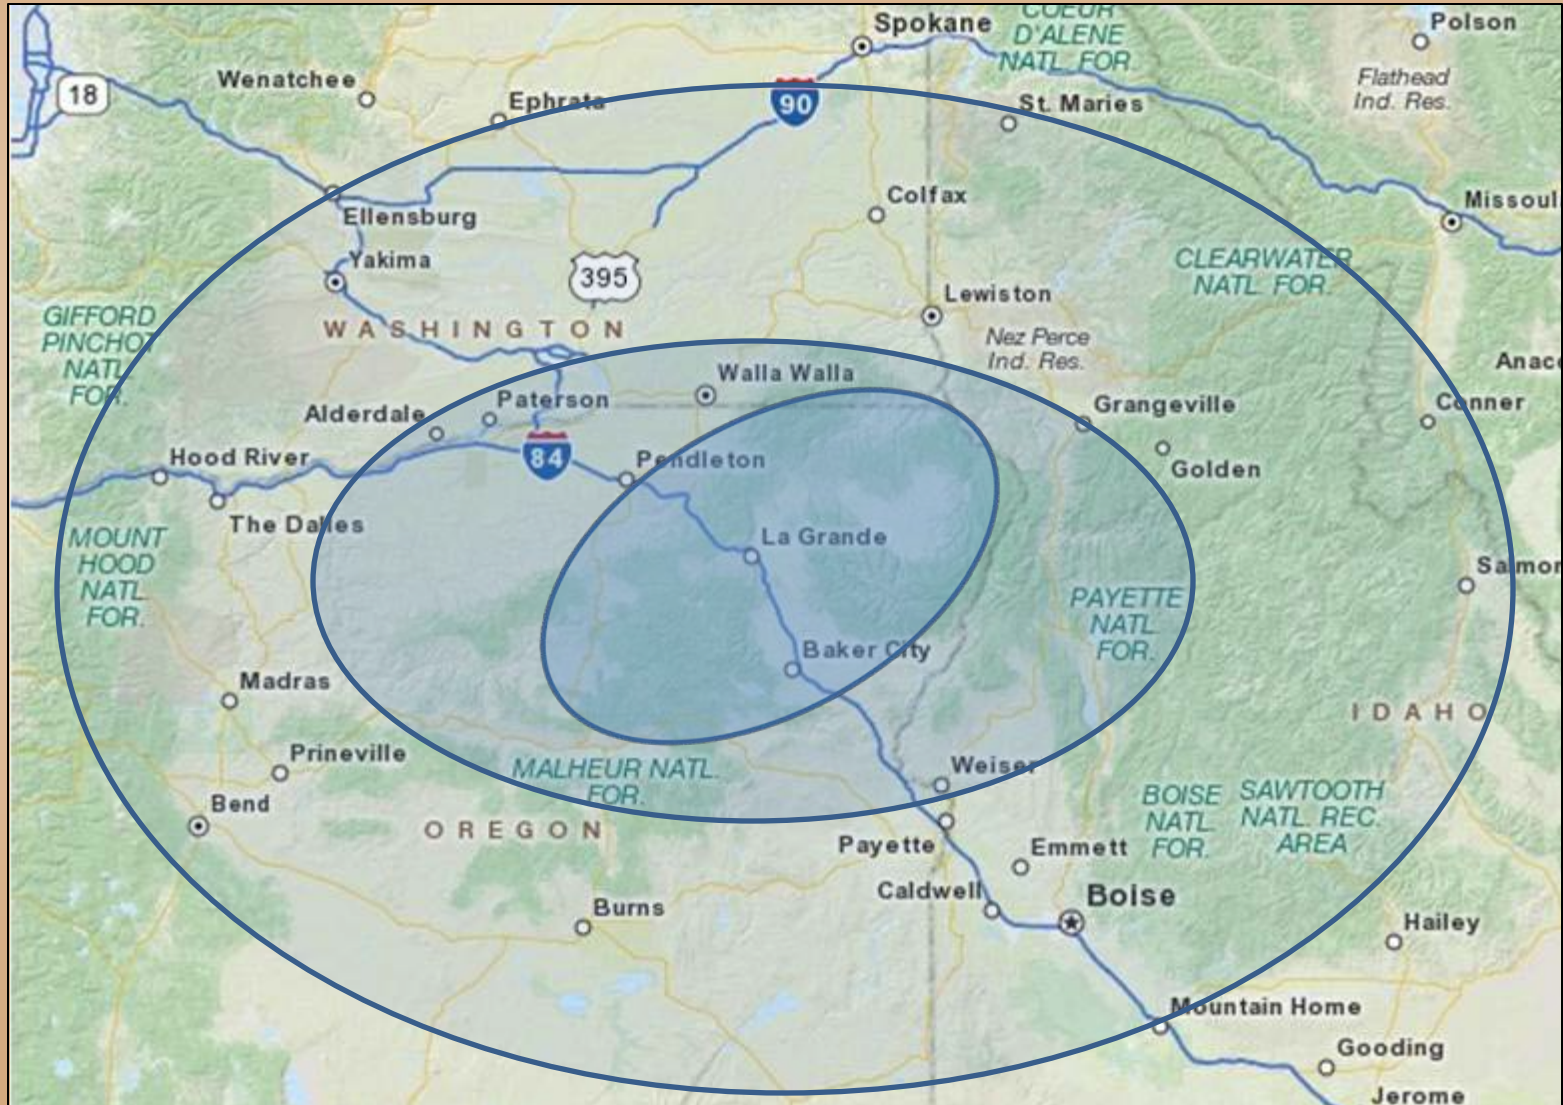 COEUR
D'ALENE
NATL. FOR.
Spokane
Polson
Wenatchee
18
Flathead
Ind. Res.
Ephrata
90
St. Maries
Colfax
Missoul
Ellensburg
Yakima
395
CLEARWATER
NATL. FOR.
Lewiston
GIFFORD
PINCHOT
NATL.
FOR.
WASHINGTON
Nez Perce
Ind. Res.
Anac
Walla Walla
Paterson
Alderdale
Grangeville
Conner
Hood River
84
Pendleton
Golden
The Dalles
La Grande
MOUNT
HOOD
NATL.
FOR.
Salmon
PAYETTE
NATL.
FOR.
Baker City
Madras
IDAHO
Prineville
MALHEUR NATL.
FOR.
Weiser
Bend
BOISE
NATL.
FOR.
SAWTOOTH
NATL. REC.
AREA
OREGON
Payette
Emmett
Caldwell
Boise
Burns
Hailey
Mountain Home
Gooding
Jerome